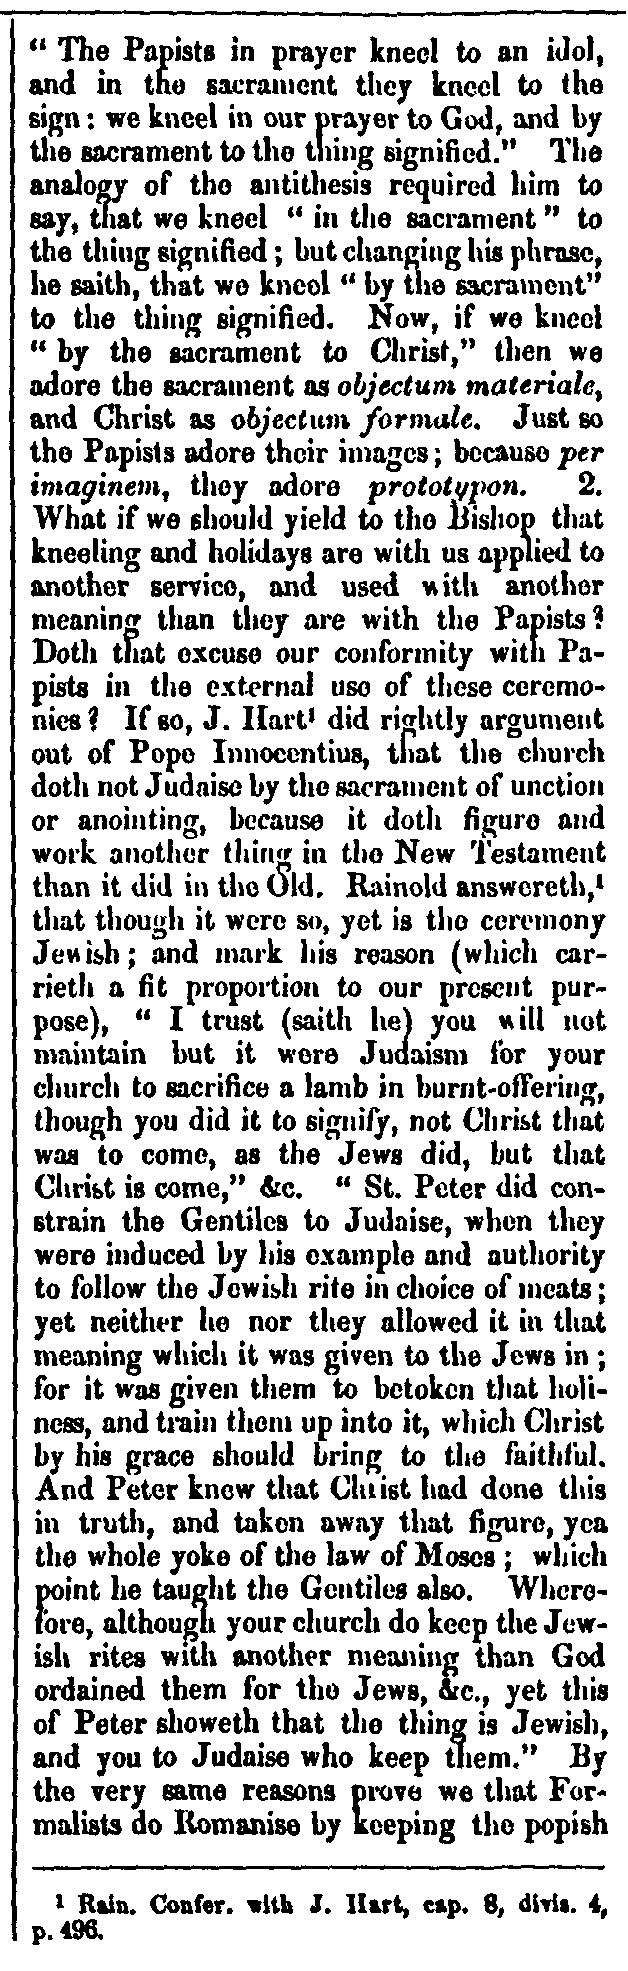 “ The Papists in prayer kneel to an idol,
and in the sacrament they kneel to the
sign: we kneel in our prayer to God, and by
the sacrament to the thing signified.” The
analogy of the antithesis required him to
say, that we kneel “ in the sacrament ” to
the thing signified ; but changing his phrase,
he saith, that we kneel “ by the sacrament”
to the thing signified. Now, if we kneel
“ by the sacrament to Christ,” then we
adore the sacrament as objectum materiale,
and Christ as objectum formale. Just so
the Papists adore their images ; because per
imaginem, they adore prototypon. 2.
What if we should yield to the Bishop that
kneeling and holidays are with us applied to
another service, and used with another
meaning than they are with the Papists ?
Doth that excuse our conformity with Pa-
pists in the external use of these ceremo-
nies ? If so, J. Hart¹ did rightly argument
out of Pope Innocentius, that the church
doth not Judaise by the sacrament of unction
or anointing, because it doth figure and
work another thing in the New Testament
than it did in the Old. Rainold answereth,¹
that though it were so, yet is the ceremony
Jewish ; and mark his reason (which car-
rieth a fit proportion to our present pur-
pose), “ I trust (saith he) you will not
maintain but it were Judaism for your
church to sacrifice a lamb in burnt-offering,
though you did it to signify, not Christ that
was to come, as the Jews did, but that
Christ is come,” &c. “ St. Peter did con-
strain the Gentiles to Judaise, when they
were induced by his example and authority
to follow the Jewish rite in choice of meats ;
yet neither he nor they allowed it in that
meaning which it was given to the Jews in ;
for it was given them to betoken that holi-
ness, and train them up into it, which Christ
by his grace should bring to the faithful.
And Peter knew that Christ had done this
in truth, and taken away that figure, yea
the whole yoke of the law of Moses ; which
point he taught the Gentiles also. Where-
fore, although your church do keep the Jew-
ish rites with another meaning than God
ordained them for the Jews, &c., yet this
of Peter showeth that the thing is Jewish,
and you to Judaise who keep them.” By
the very same reasons prove we that For-
malists do Romanise by keeping the popish
¹ Rain. Confer. with J. Hart, cap. 8, divis. 4,
p. 496.